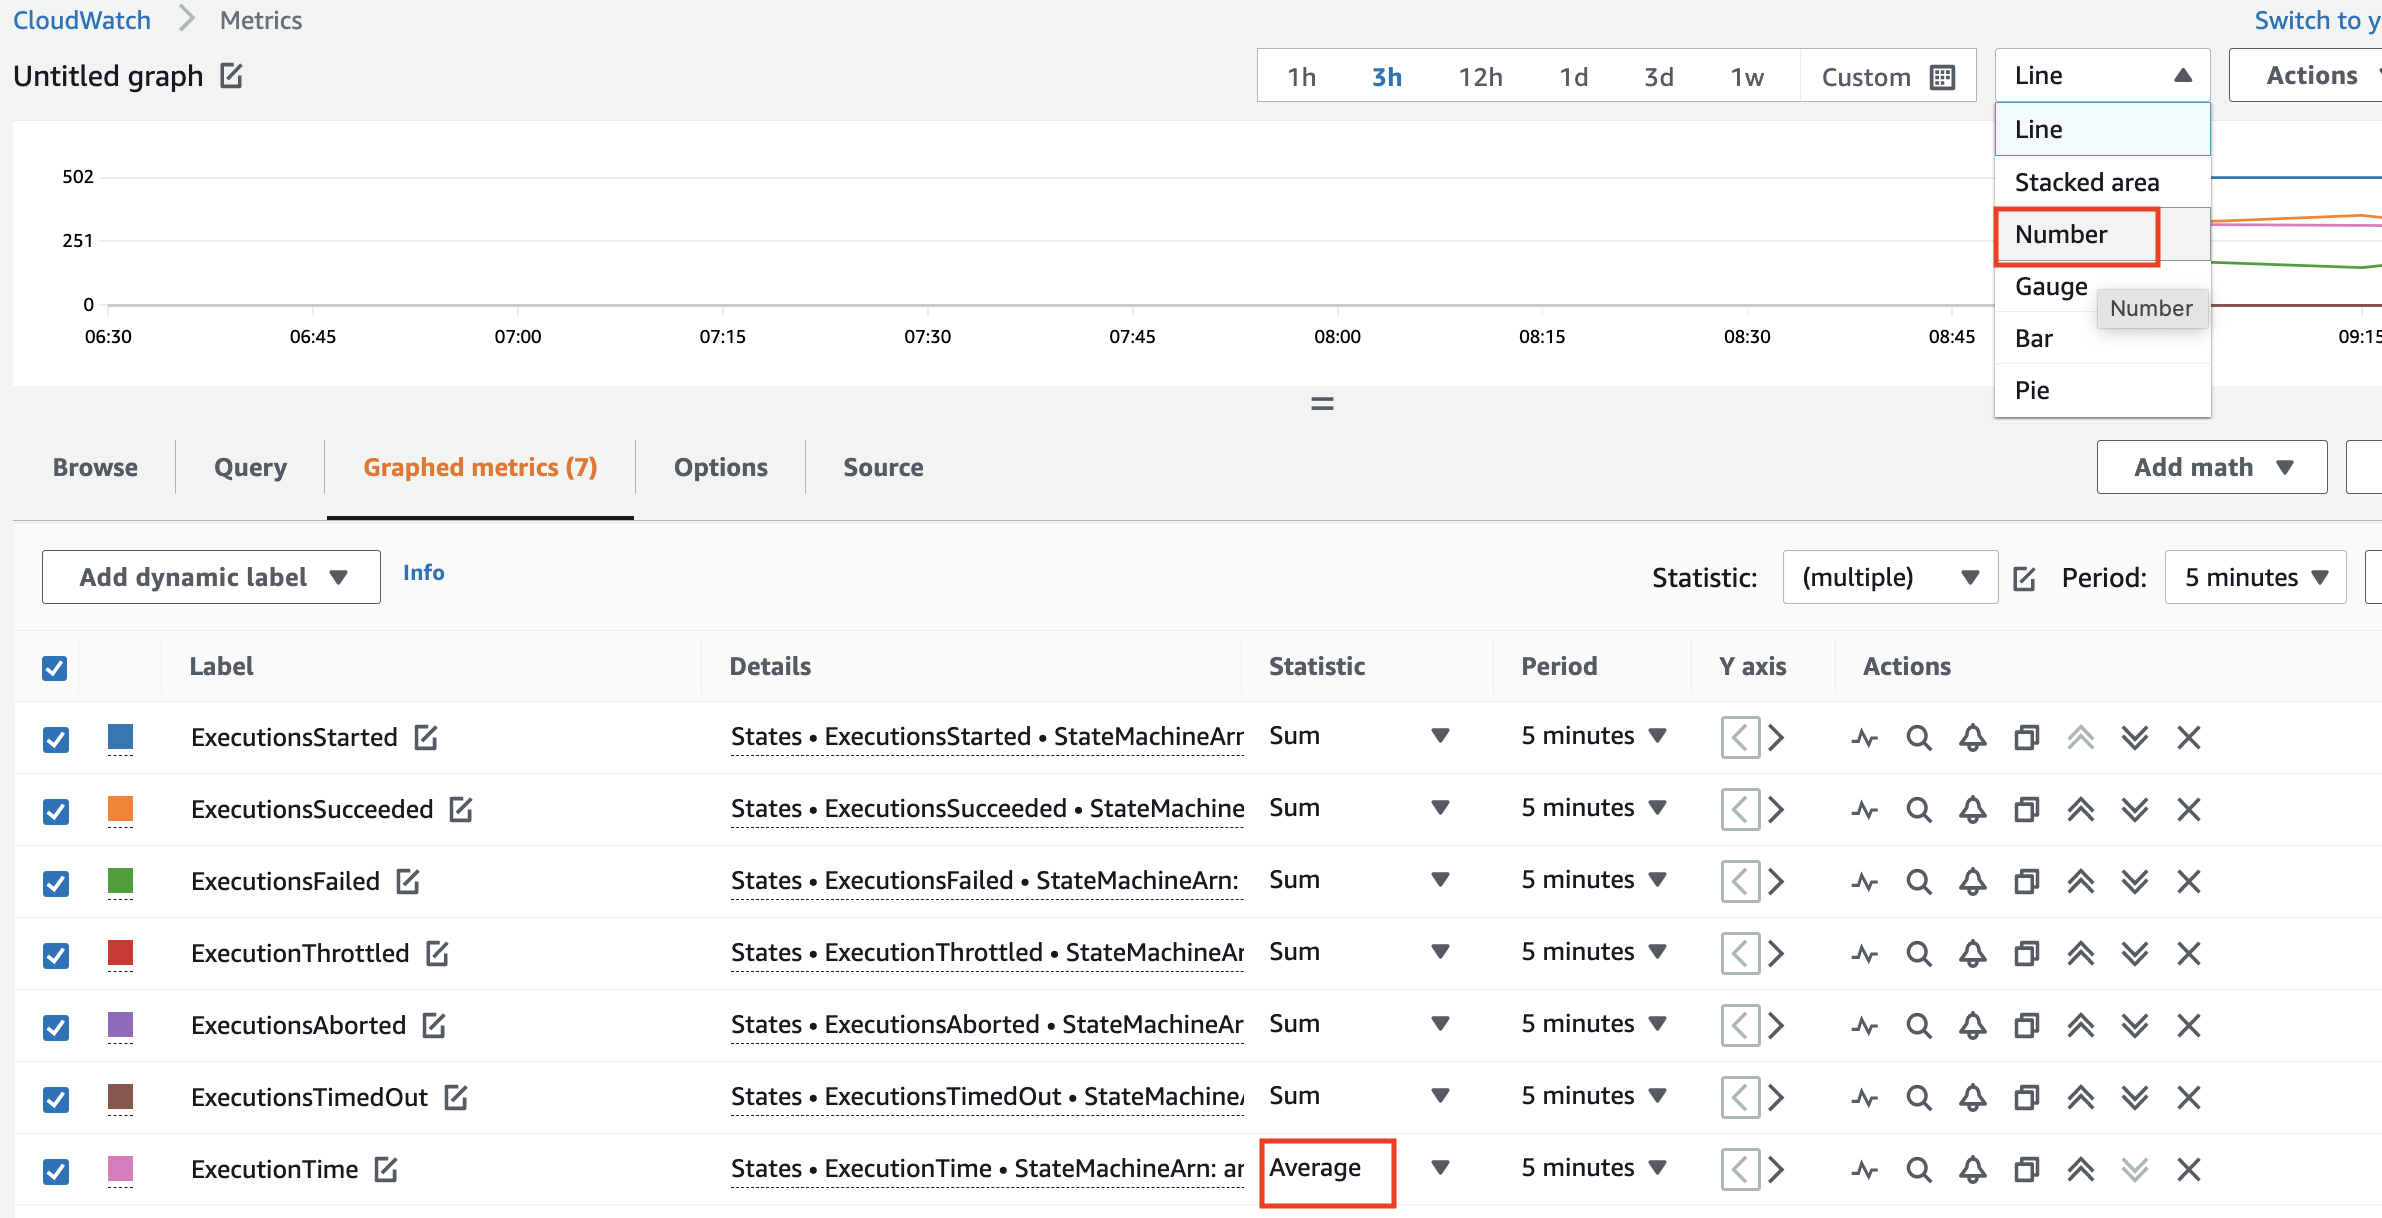 CloudWatch > Metrics
Switch to y
Untitled graph
1h 3h 12h 1d 3d 1w Custom Line Actions
Line
Stacked area
Number
Gauge
Number
Bar
Pie
502
251
0
06:30 06:45 07:00 07:15 07:30 07:45 08:00 08:15 08:30 08:45 09:15
Browse Query Graphed metrics (7) Options Source Add math
Add dynamic label Info Statistic: (multiple) Period: 5 minutes
Label Details Statistic Period Y axis Actions
ExecutionsStarted States • ExecutionsStarted • StateMachineArn Sum 5 minutes
ExecutionsSucceeded States • ExecutionsSucceeded • StateMachine Sum 5 minutes
ExecutionsFailed States • ExecutionsFailed • StateMachineArn: Sum 5 minutes
ExecutionThrottled States • ExecutionThrottled • StateMachineAr Sum 5 minutes
ExecutionsAborted States • ExecutionsAborted • StateMachineAr Sum 5 minutes
ExecutionsTimedOut States • ExecutionsTimedOut • StateMachine Sum 5 minutes
ExecutionTime States • ExecutionTime • StateMachineArn: ar Average 5 minutes